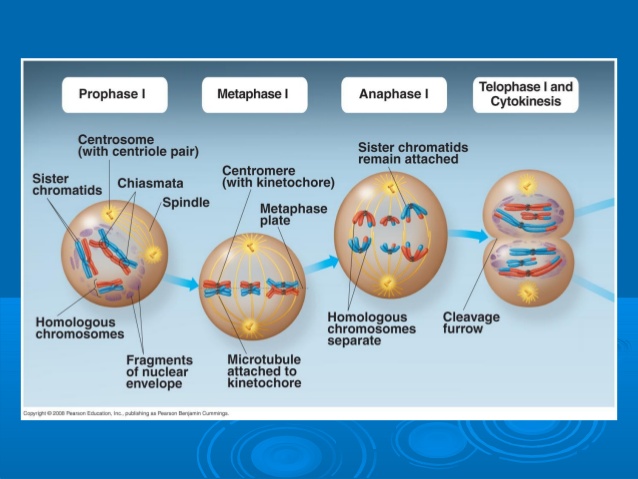 Prophase I
Metaphase I
Anaphase I
Telophase I and
Cytokinesis
Centrosome
(with centriole pair)
Sister
chromatids
Chiasmata
Spindle
Homologous
chromosomes
Fragments
of nuclear
envelope
Centromere
(with kinetochore)
Metaphase
plate
Microtubule
attached to
kinetochore
Sister chromatids
remain attached
Homologous
chromosomes
separate
Cleavage
furrow
Copyright © 2008 Pearson Education, Inc., publishing as Pearson Benjamin Cummings.